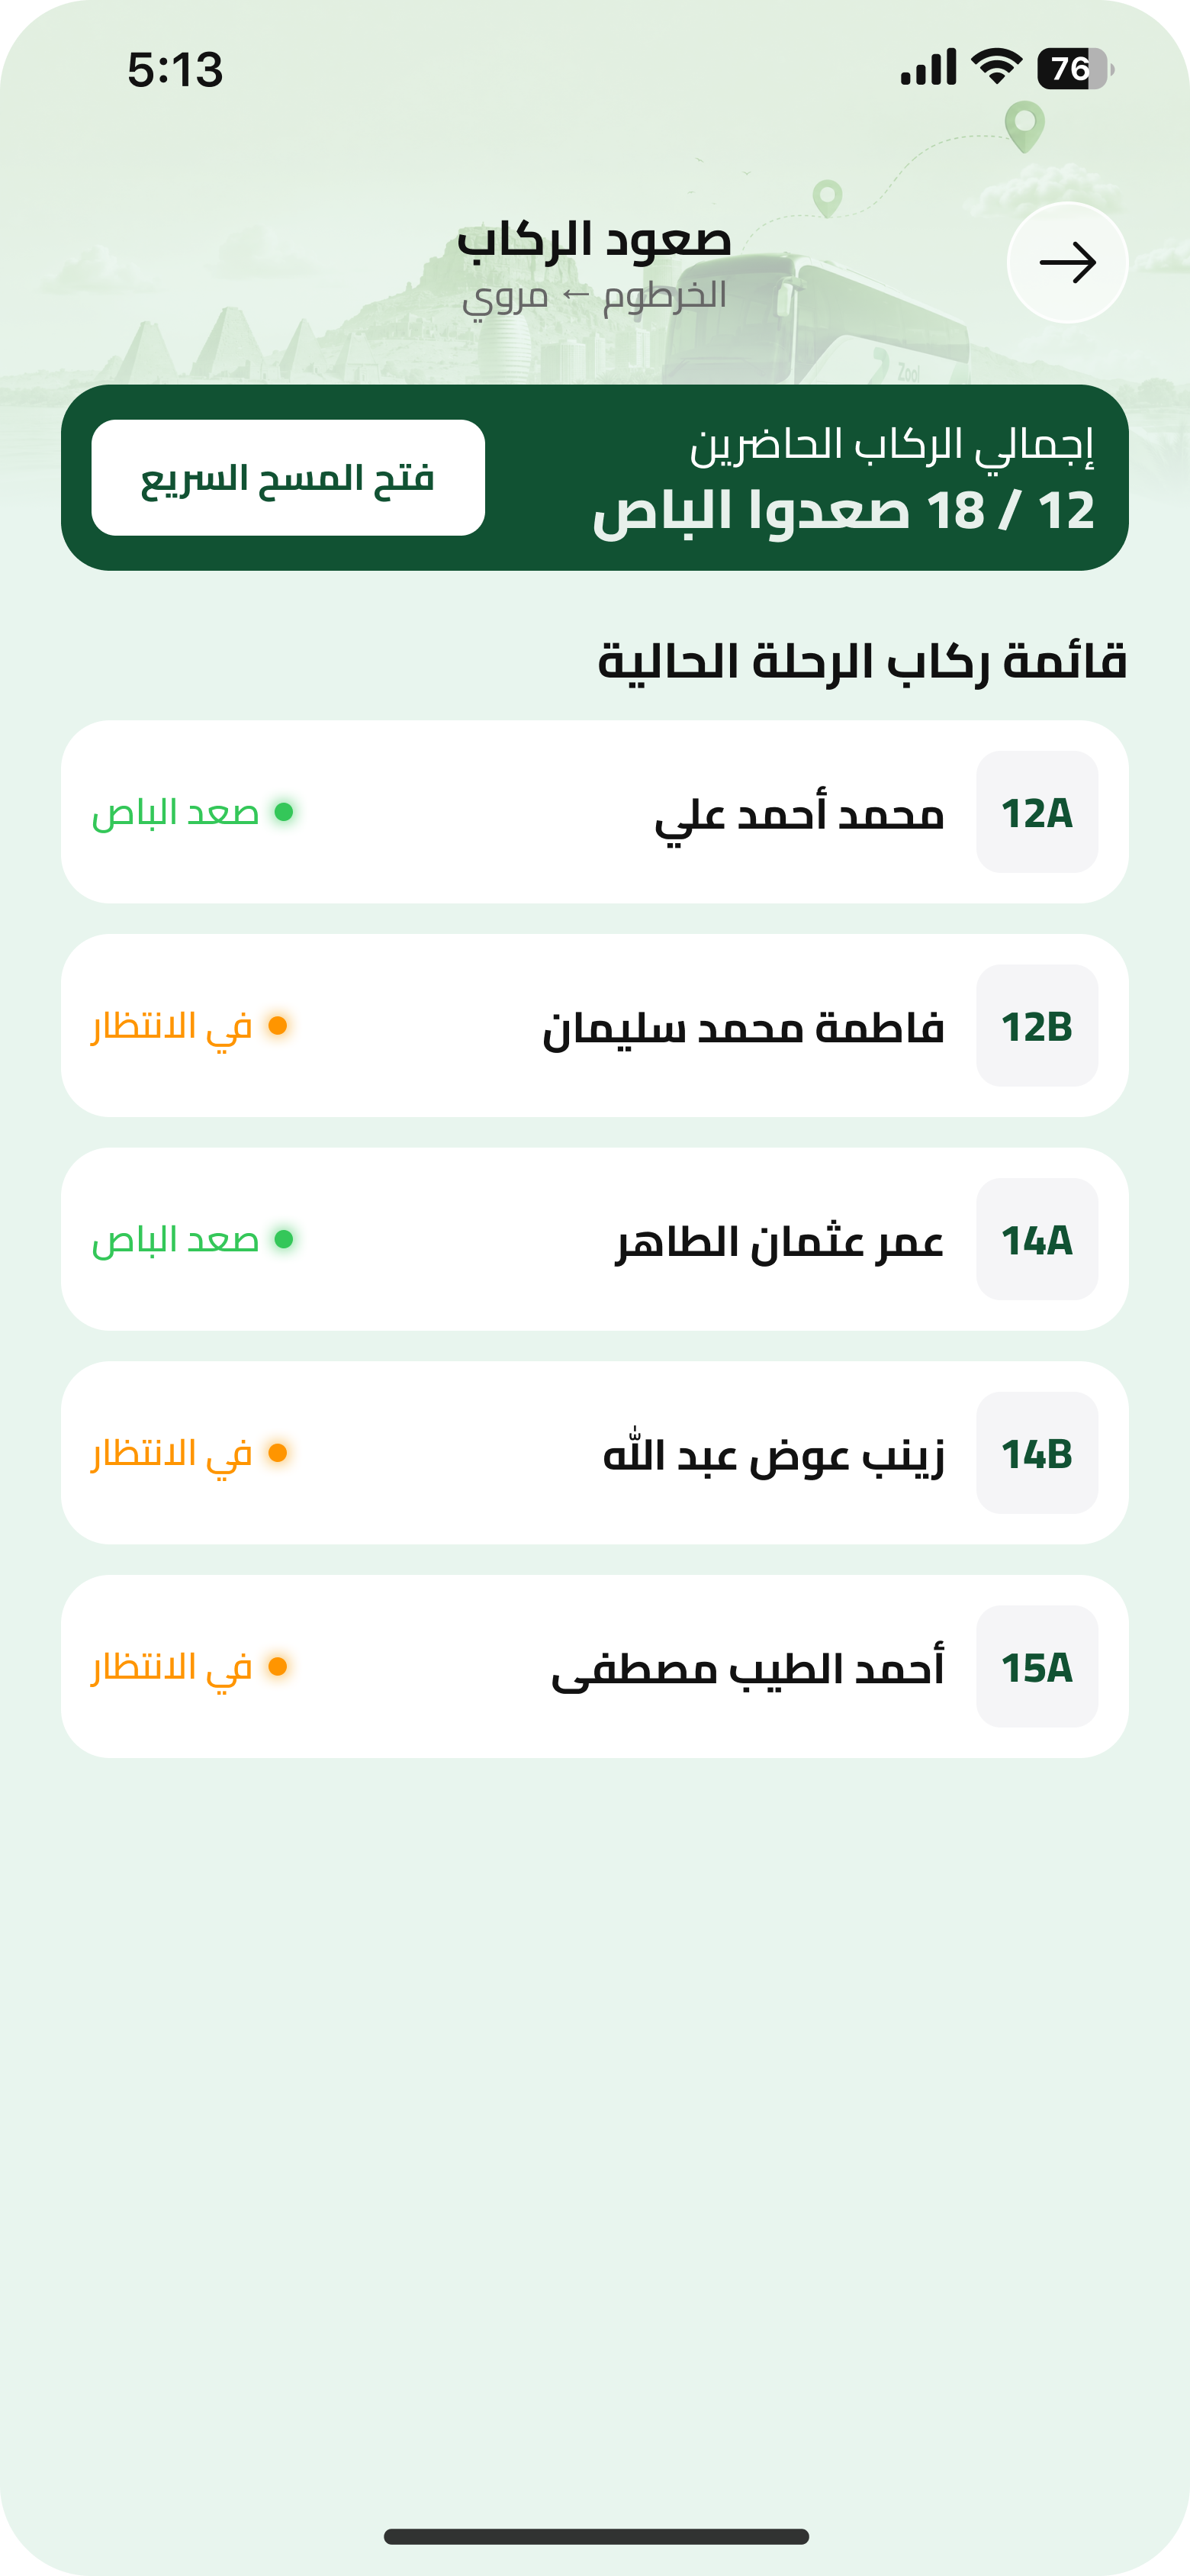 5:13
76
صعود الركاب
الخرطوم ← مروي
Zool
إجمالي الركاب الحاضرين
12 / 18 صعدوا الباص
فتح المسح السريع
قائمة ركاب الرحلة الحالية
12A محمد أحمد علي صعد الباص
12B فاطمة محمد سليمان في الانتظار
14A عمر عثمان الطاهر صعد الباص
14B زينب عوض عبد الله في الانتظار
15A أحمد الطيب مصطفى في الانتظار